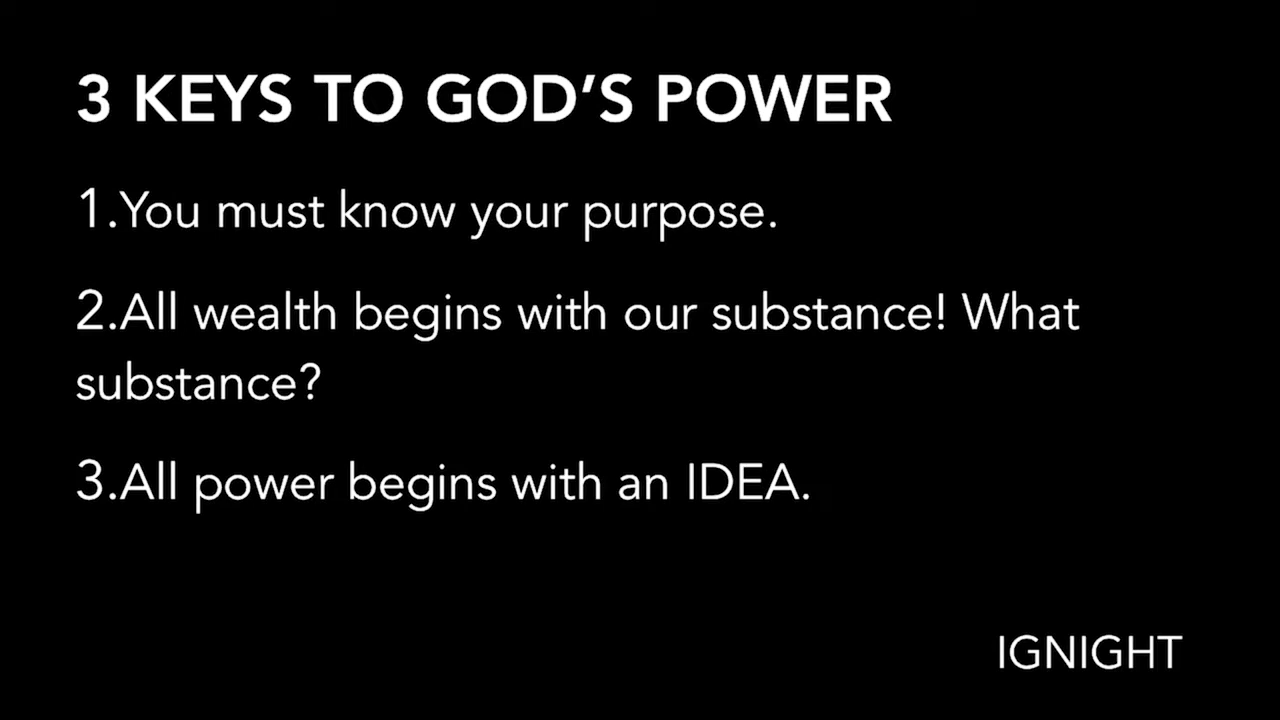 3 KEYS TO GOD’S POWER
1.You must know your purpose.
2.All wealth begins with our substance! What
substance?
3.All power begins with an IDEA.
IGNIGHT